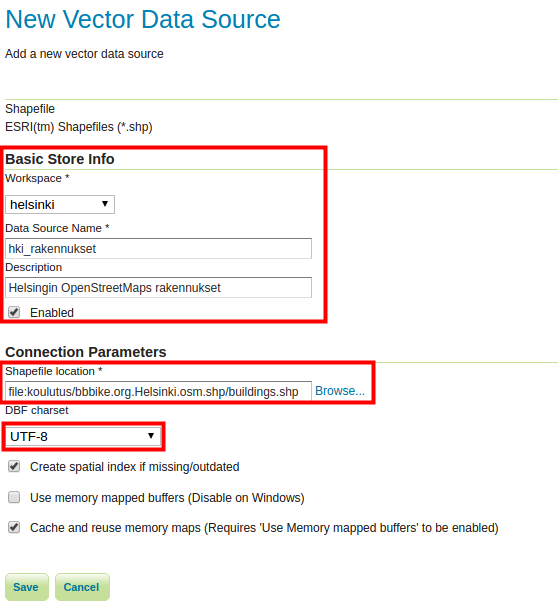 New Vector Data Source
Add a new vector data source
Shapefile
ESRI(tm) Shapefiles (*.shp)
Basic Store Info
Workspace *
helsinki
Data Source Name *
hki_rakennukset
Description
Helsingin OpenStreetMaps rakennukset
Enabled
Connection Parameters
Shapefile location *
file:koulutus/bbbike.org.Helsinki.osm.shp/buildings.shp Browse...
DBF charset
UTF-8
Create spatial index if missing/outdated
Use memory mapped buffers (Disable on Windows)
Cache and reuse memory maps (Requires 'Use Memory mapped buffers' to be enabled)
Save Cancel